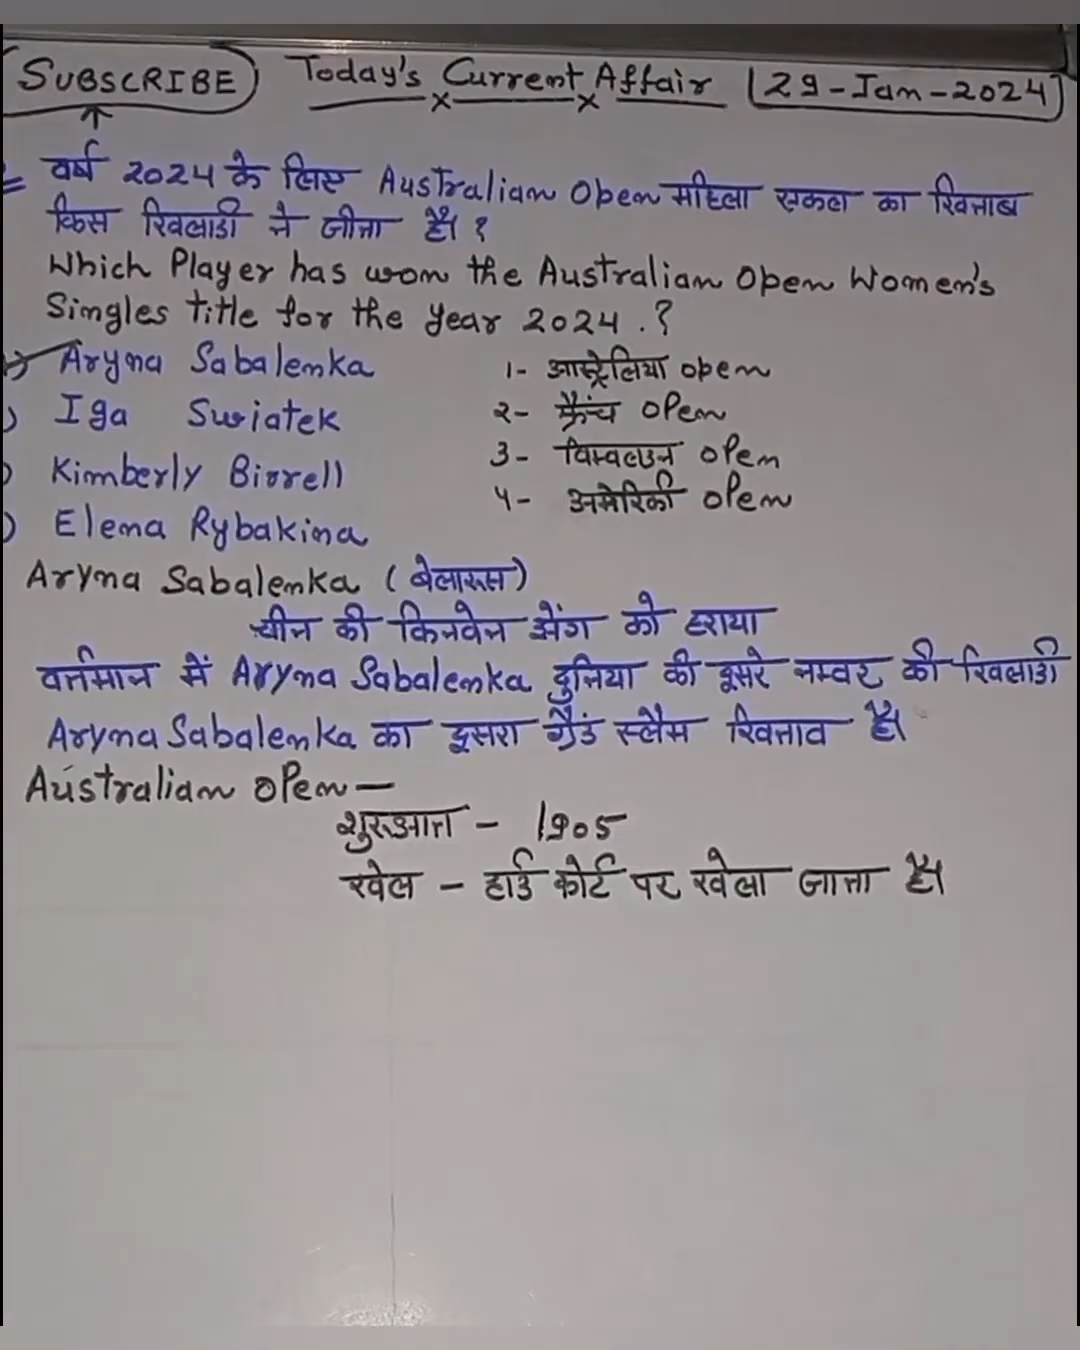 SUBSCRIBE Today's Current Affair 29-Jan-2024
वर्ष 2024 के लिए Australian Open महिला एकल का खिताब
किस खिलाडी ने जीता है ?
Which Player has won the Australian Open Women's
Singles title for the year 2024.?
Aryna Sabalenka 1- आस्ट्रेलिया open
Iga Swiatek 2- फ्रैंच open
Kimberly Birrell 3- विम्बलडन open
Elena Rybakina 4- अमेरिकी open
Aryna Sabalenka (बेलारूस)
चीन की किनवेन झेंग को हराया
वर्तमान में Aryna Sabalenka दुनिया की दूसरे नम्बर की खिलाडी
Aryna Sabalenka का दूसरा ग्रैंड स्लैम खिताव है।
Australian Open —
शुरुआत - 1905
खेल - हार्ड कोर्ट पर खेला जाता है।